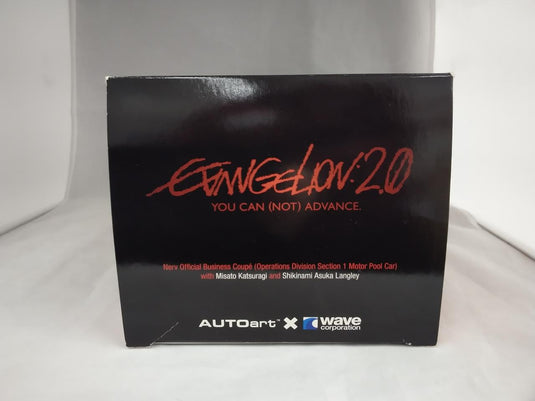 EVANGELION:2.0
YOU CAN (NOT) ADVANCE.
Nerv Official Business Coupé (Operations Division Section 1 Motor Pool Car)
with Misato Katsuragi and Shikinami Asuka Langley
AUTOart™ X wave corporation